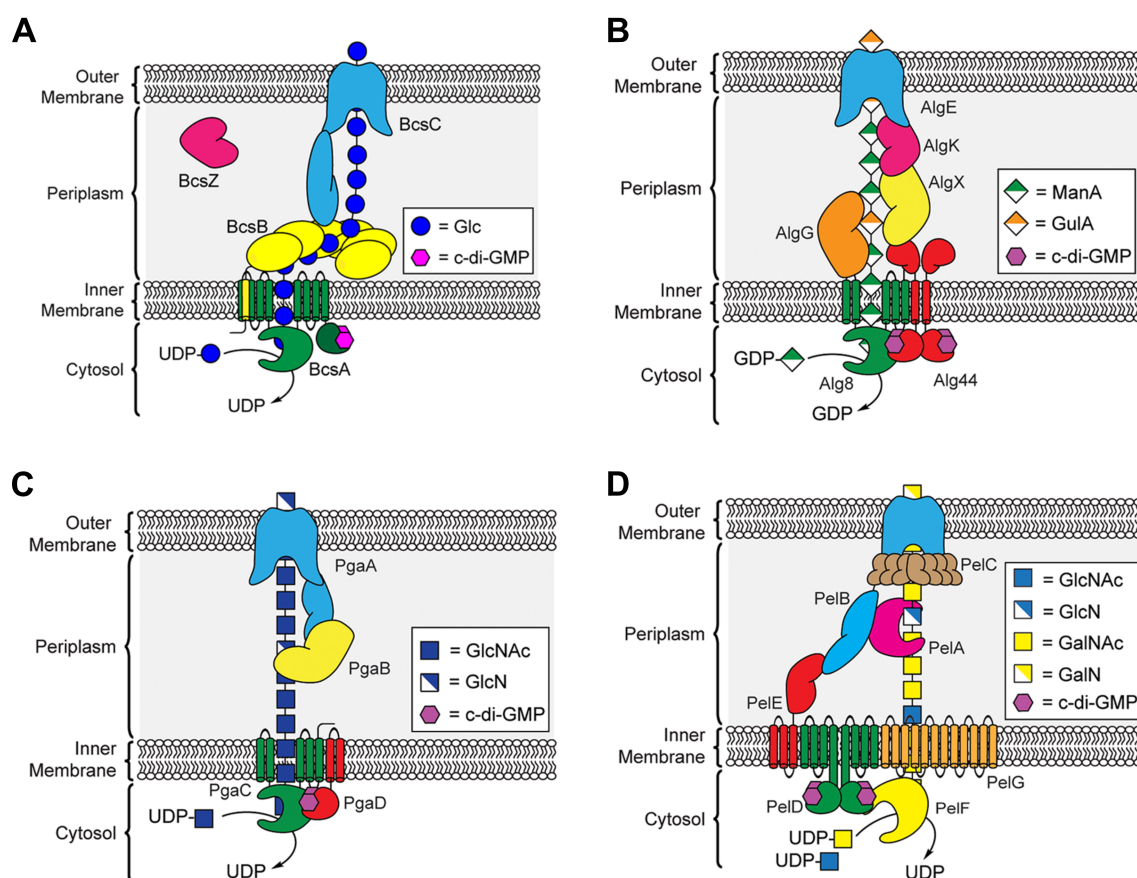 A
Outer
Membrane
BcsC
BcsZ
Periplasm
BcsB
= Glc
= c-di-GMP
Inner
Membrane
UDP
BcsA
Cytosol
UDP
B
Outer
Membrane
AlgE
AlgK
AlgX
Periplasm
AlgG
= ManA
= GulA
= c-di-GMP
Inner
Membrane
GDP
Cytosol
Alg8
Alg44
GDP
C
Outer
Membrane
PgaA
Periplasm
PgaB
= GlcNAc
= GlcN
= c-di-GMP
Inner
Membrane
PgaC
PgaD
UDP
Cytosol
UDP
D
Outer
Membrane
PelC
PelB
PelA
Periplasm
PelE
= GlcNAc
= GlcN
= GalNAc
= GalN
= c-di-GMP
Inner
Membrane
PelG
PelD
PelF
Cytosol
UDP
UDP
UDP